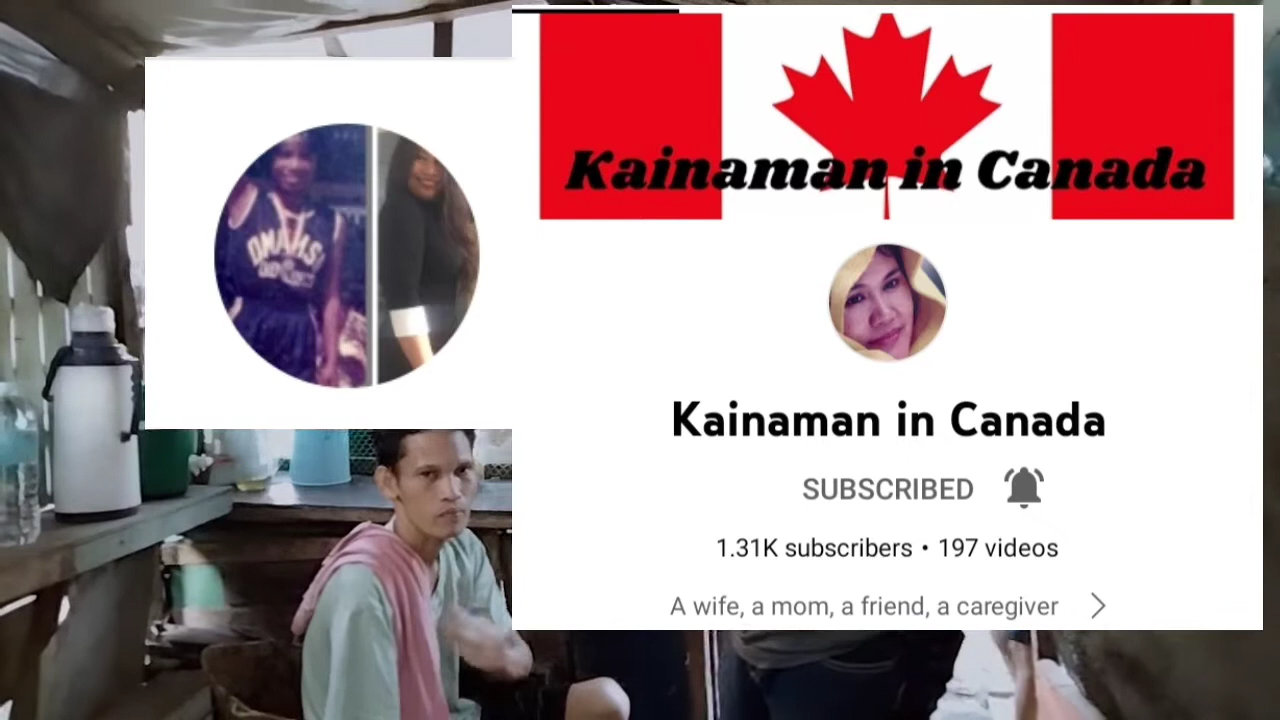 Kainaman in Canada
Kainaman in Canada
SUBSCRIBED
1.31K subscribers • 197 videos
A wife, a mom, a friend, a caregiver